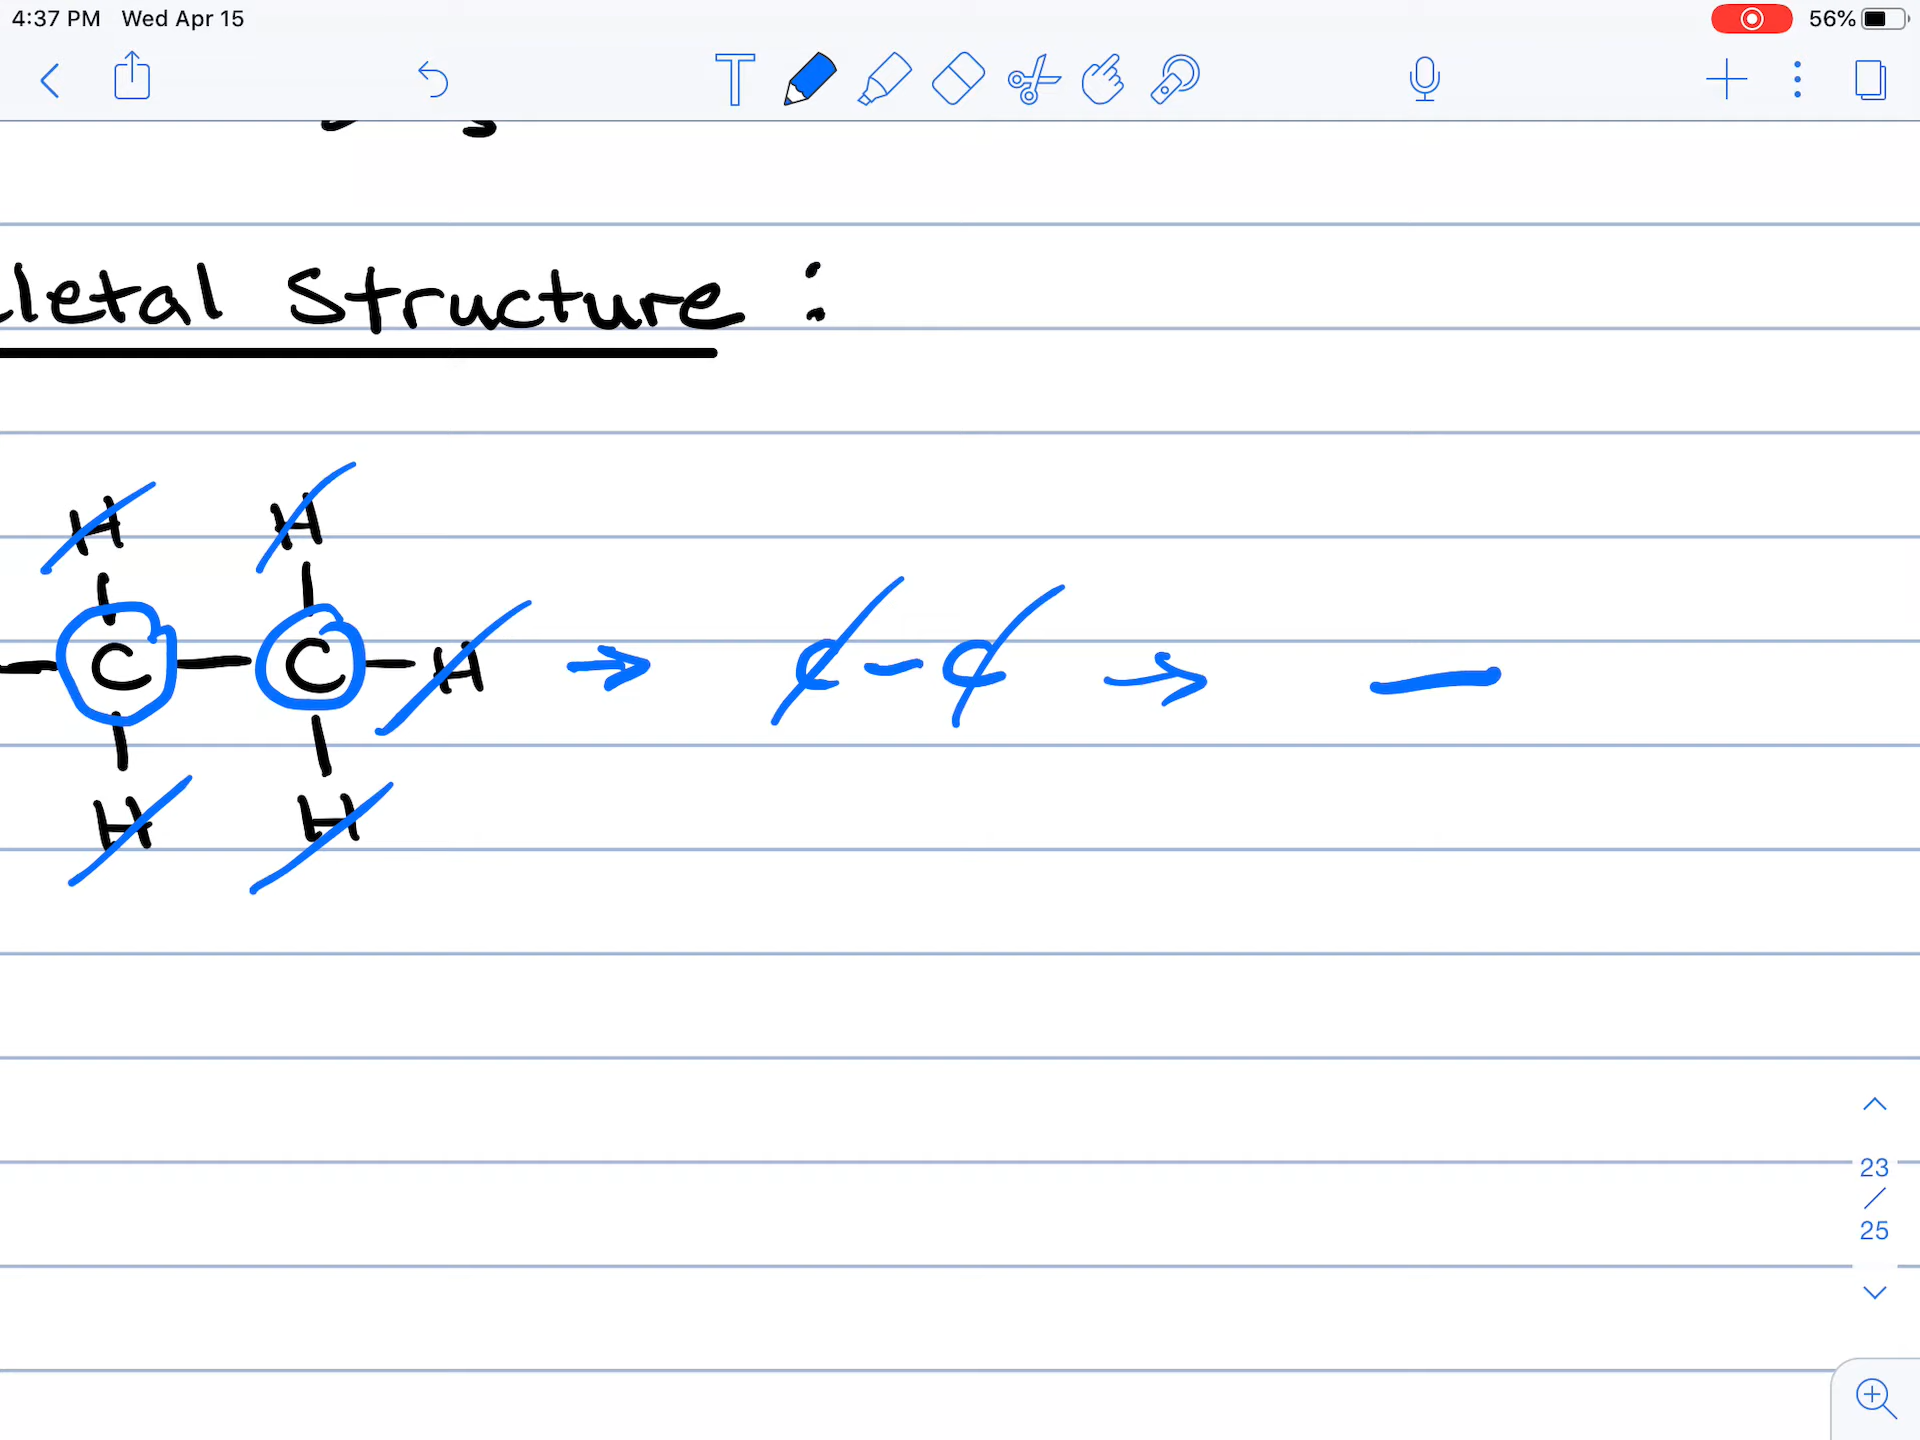 4:37 PM Wed Apr 15 56%
letal Structure :
H H
C - C - H → C - C → —
H H
23
/
25